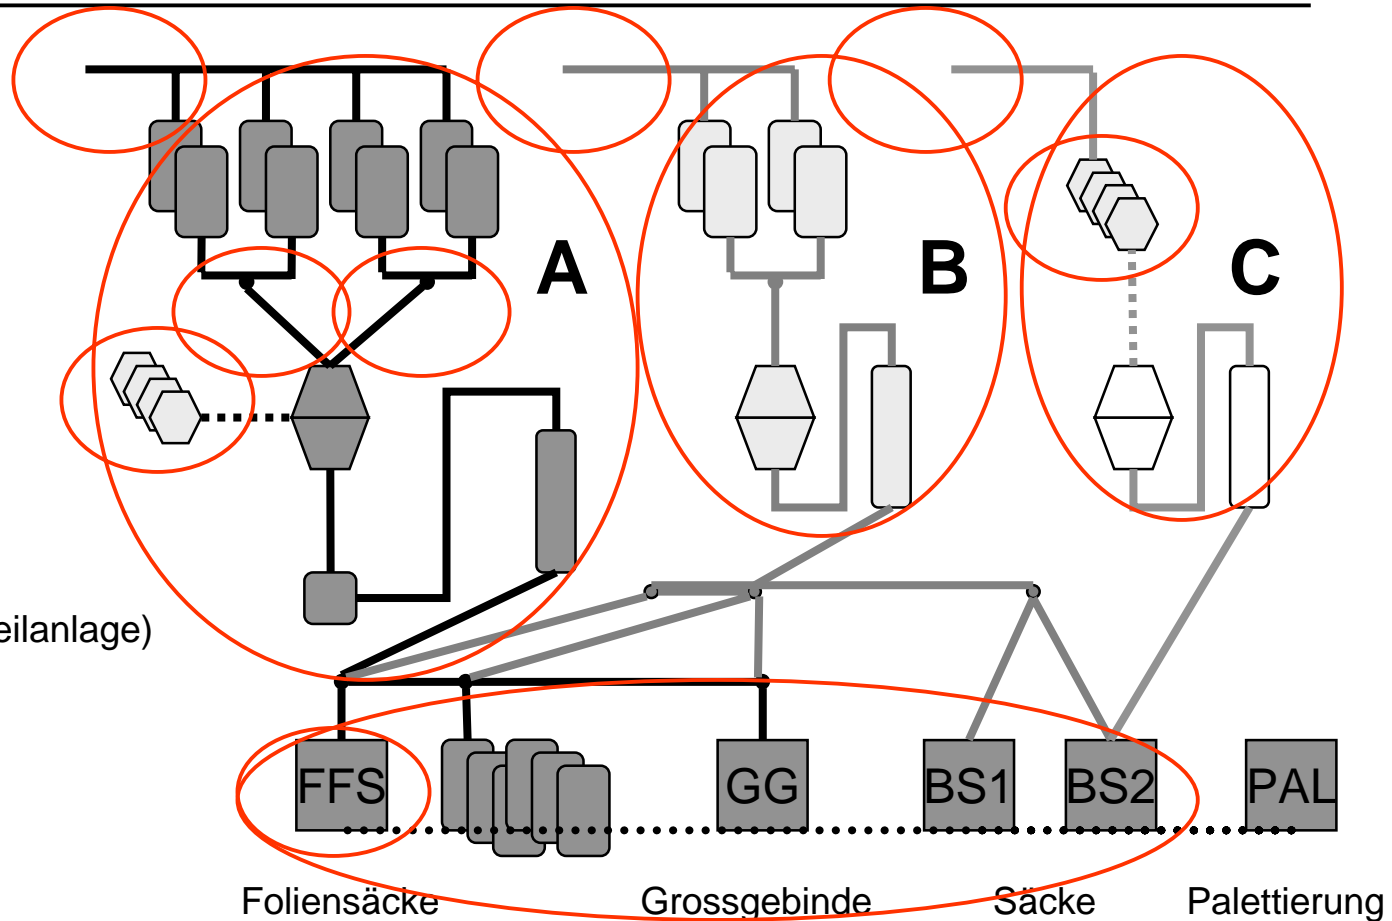 A B C
eilanlage)
FFS GG BS1 BS2 PAL
Foliensäcke Grossgebinde Säcke Palettierung